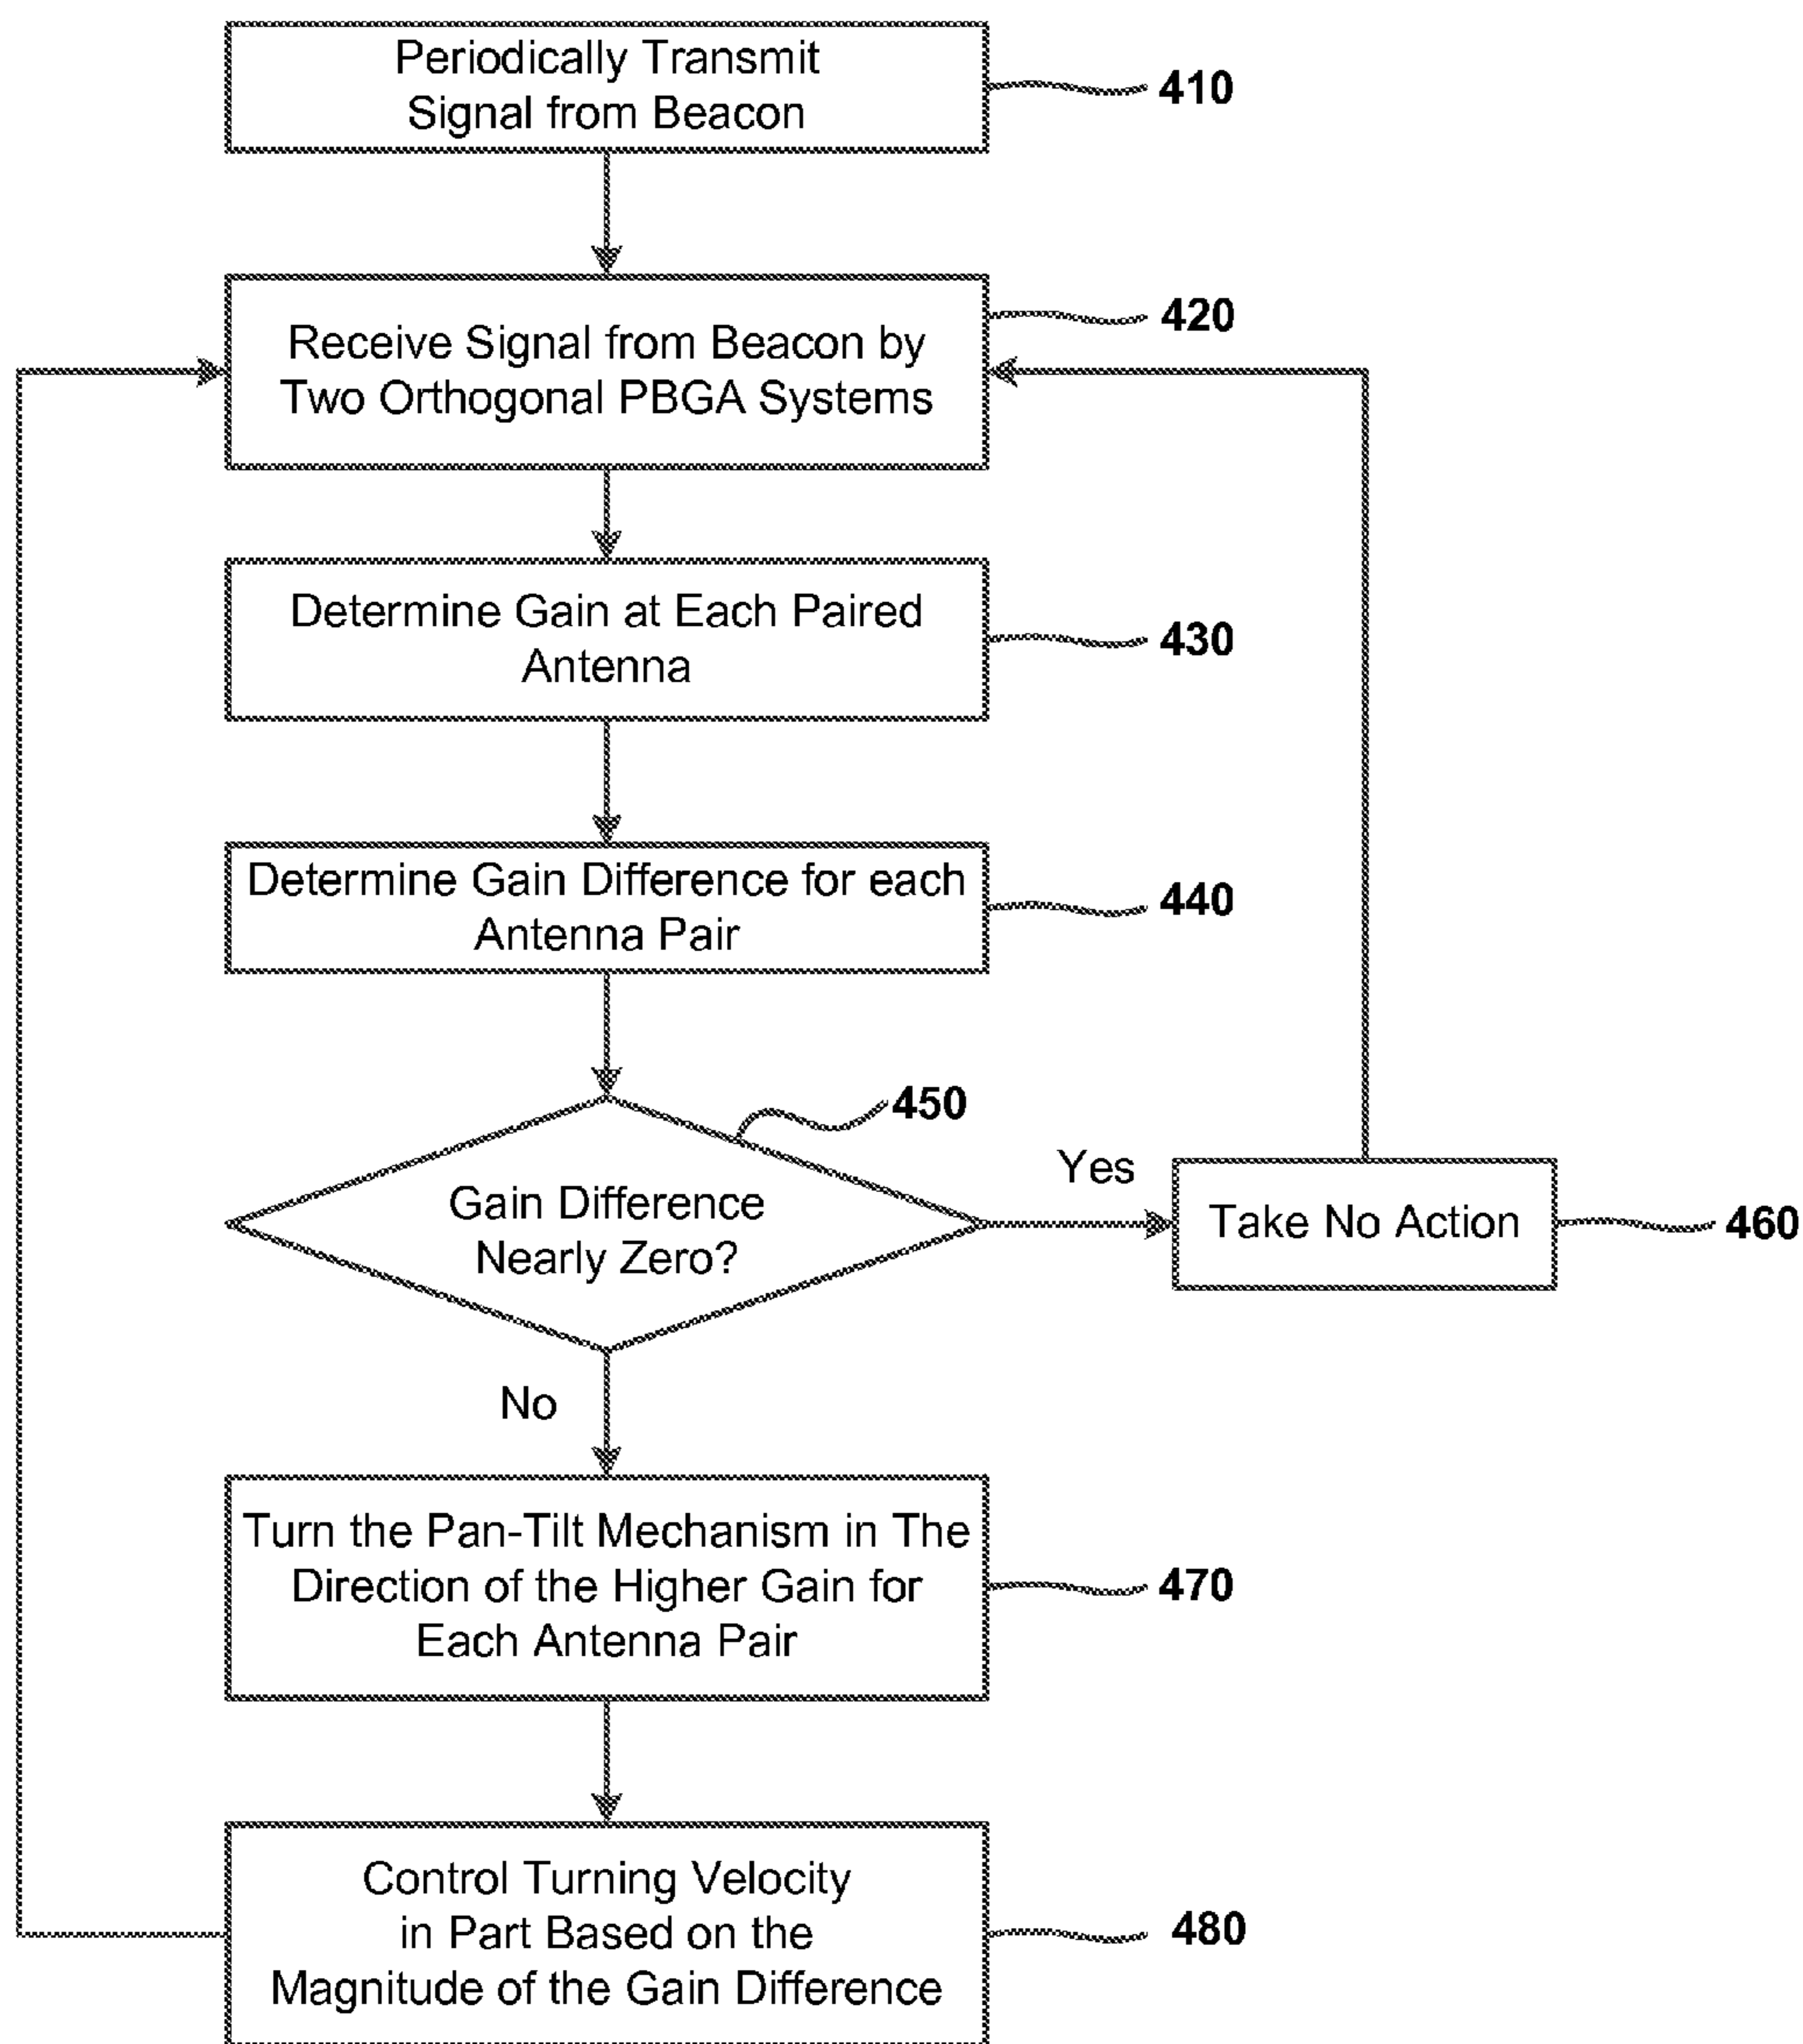 Periodically Transmit
Signal from Beacon
410
Receive Signal from Beacon by
Two Orthogonal PBGA Systems
420
Determine Gain at Each Paired
Antenna
430
Determine Gain Difference for each
Antenna Pair
440
450
Gain Difference
Nearly Zero?
Yes
Take No Action
460
No
Turn the Pan-Tilt Mechanism in The
Direction of the Higher Gain for
Each Antenna Pair
470
Control Turning Velocity
in Part Based on the
Magnitude of the Gain Difference
480